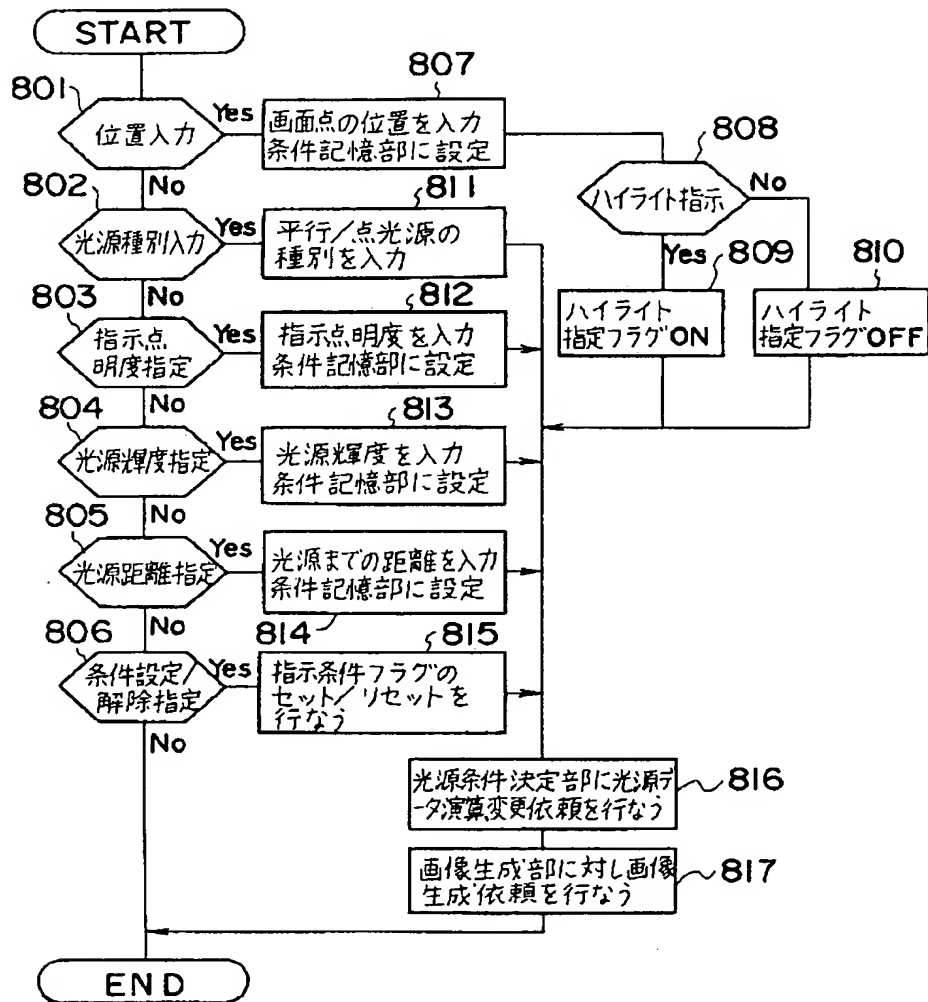 START
801
位置入力
Yes
No
807
画面点の位置を入力
条件記憶部に設定
808
ハイライト指示
No
Yes
809
ハイライト
指定フラグON
810
ハイライト
指定フラグOFF
802
光源種別入力
Yes
No
811
平行/点光源の
種別を入力
803
指示点
明度指定
Yes
No
812
指示点明度を入力
条件記憶部に設定
804
光源輝度指定
Yes
No
813
光源輝度を入力
条件記憶部に設定
805
光源距離指定
Yes
No
光源までの距離を入力
条件記憶部に設定
814
806
条件設定/
解除指定
Yes
No
815
指示条件フラグの
セット/リセットを
行なう
光源条件決定部に光源デ
ータ演算,変更依頼を行なう
816
画像生成部に対し画像
生成依頼を行なう
817
END